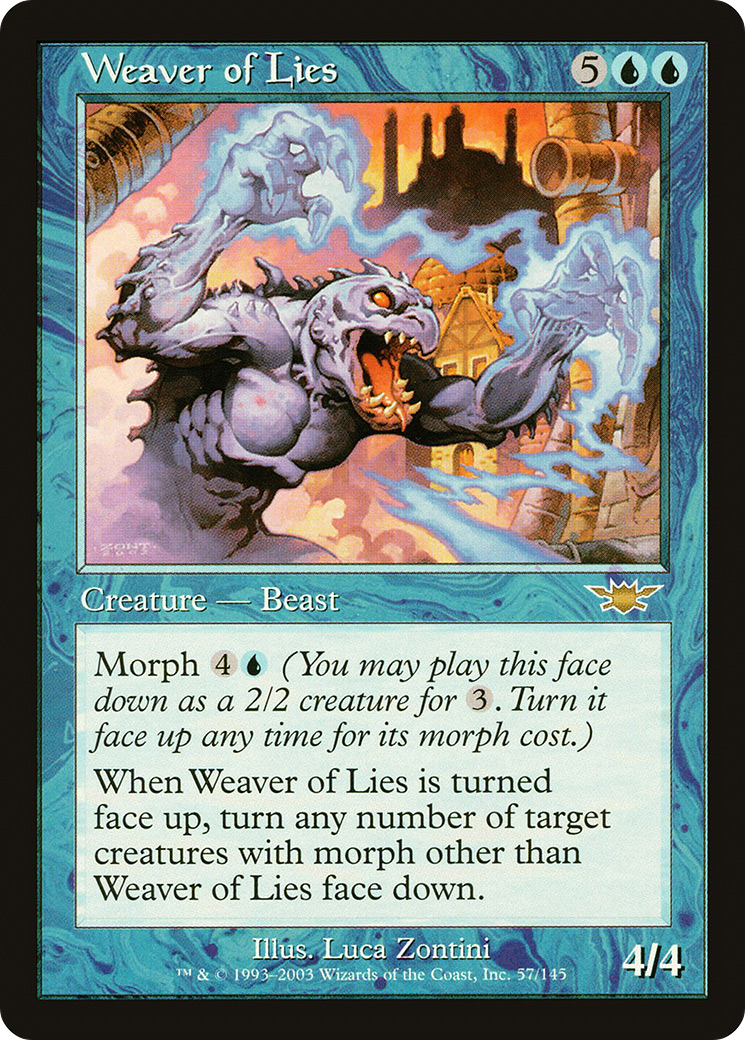 Weaver of Lies 5
Creature — Beast
Morph 4 (You may play this face
down as a 2/2 creature for 3. Turn it
face up any time for its morph cost.)
When Weaver of Lies is turned
face up, turn any number of target
creatures with morph other than
Weaver of Lies face down.
Illus. Luca Zontini
™ & © 1993–2003 Wizards of the Coast, Inc. 57/145
4/4